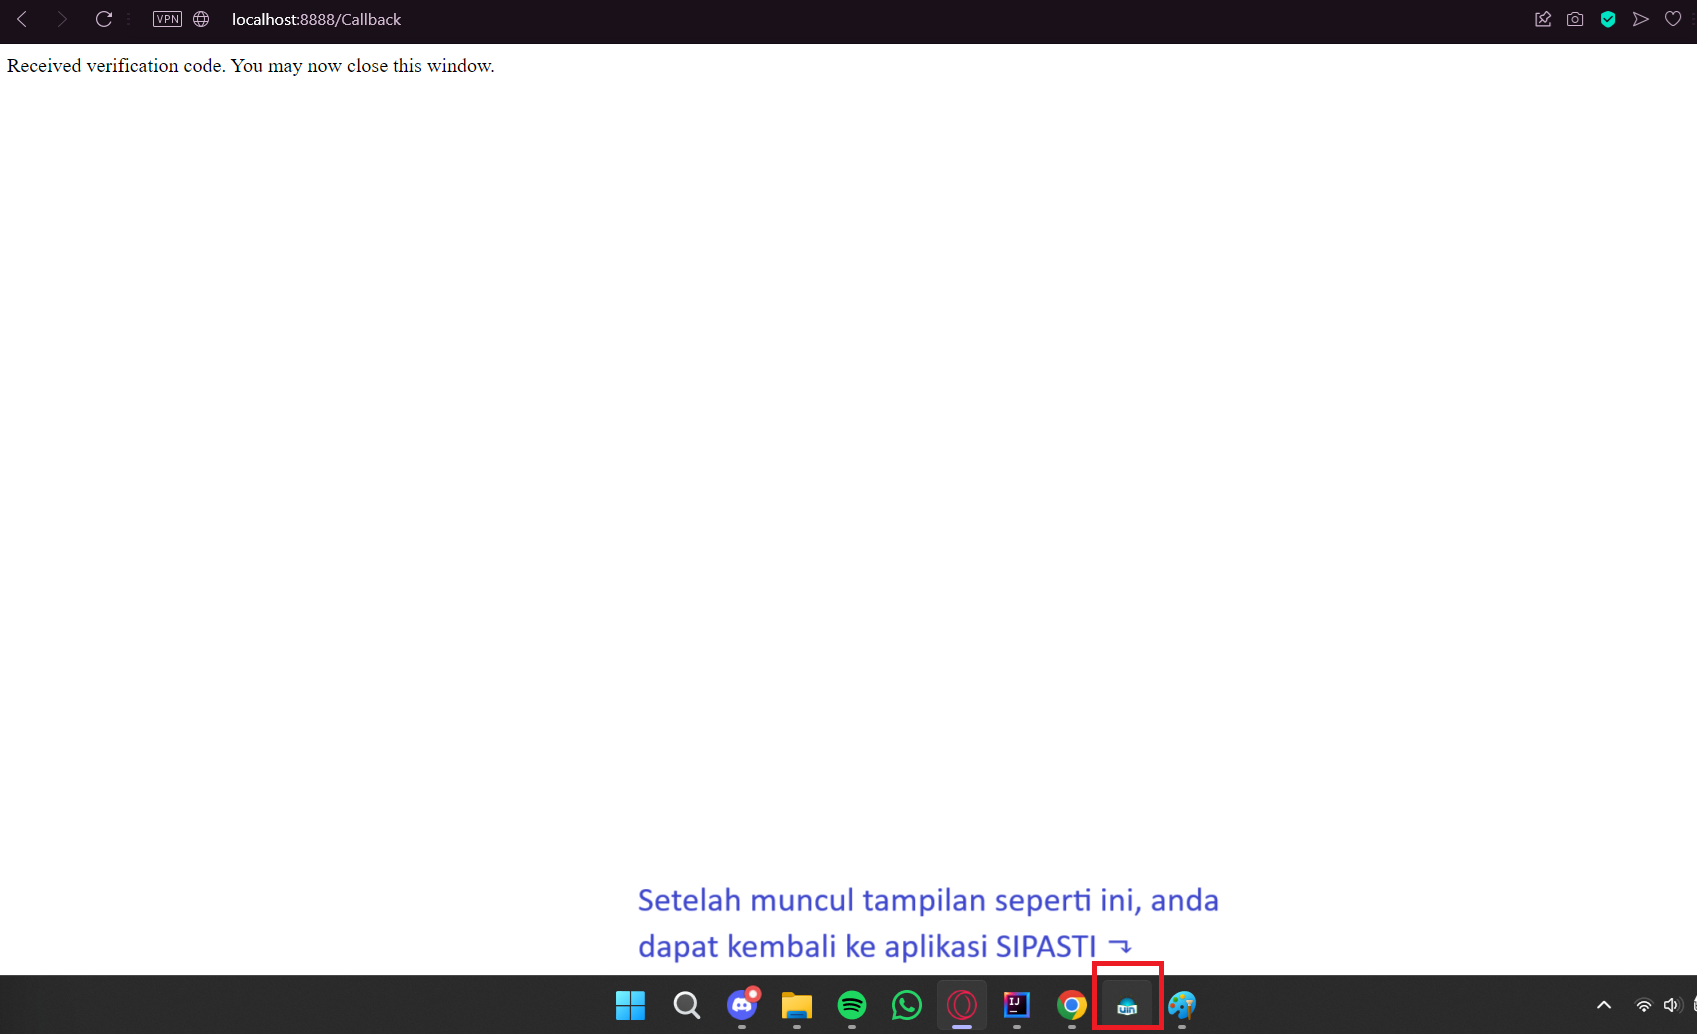 VPN localhost:8888/Callback
Received verification code. You may now close this window.
Setelah muncul tampilan seperti ini, anda
dapat kembali ke aplikasi SIPASTI
IJ
uin